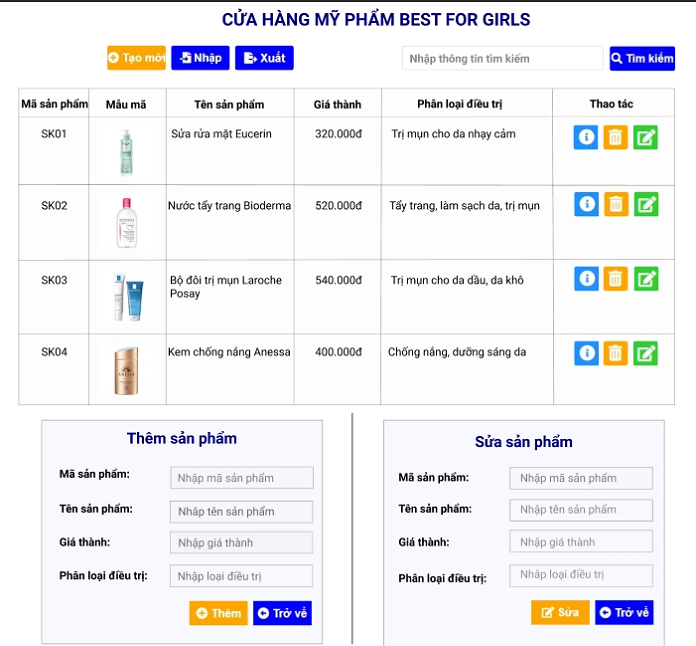 CỬA HÀNG MỸ PHẨM BEST FOR GIRLS
Tạo mới Nhập Xuất Nhập thông tin tìm kiếm Tìm kiếm
Mã sản phẩm Mẫu mã Tên sản phẩm Giá thành Phân loại điều trị Thao tác
SK01 Sữa rửa mặt Eucerin 320.000đ Trị mụn cho da nhạy cảm
SK02 Nước tẩy trang Bioderma 520.000đ Tẩy trang, làm sạch da, trị mụn
SK03 Bộ đôi trị mụn Laroche 540.000đ Trị mụn cho da dầu, da khô
Posay
SK04 Kem chống nắng Anessa 400.000đ Chống nắng, dưỡng sáng da
ANESSA
Thêm sản phẩm
Mã sản phẩm: Nhập mã sản phẩm
Tên sản phẩm: Nhập tên sản phẩm
Giá thành: Nhập giá thành
Phân loại điều trị: Nhập loại điều trị
Thêm Trở về
Sửa sản phẩm
Mã sản phẩm: Nhập mã sản phẩm
Tên sản phẩm: Nhập tên sản phẩm
Giá thành: Nhập giá thành
Phân loại điều trị: Nhập loại điều trị
Sửa Trở về